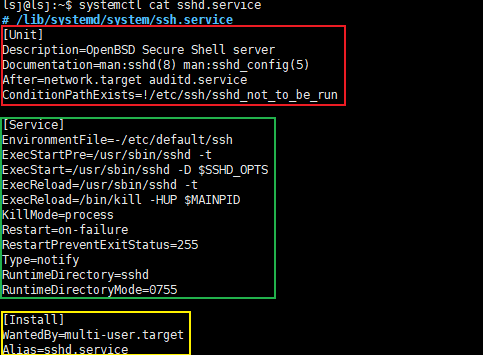 lsj@lsj:~$ systemctl cat sshd.service
# /lib/systemd/system/ssh.service
[Unit]
Description=OpenBSD Secure Shell server
Documentation=man:sshd(8) man:sshd_config(5)
After=network.target auditd.service
ConditionPathExists=!/etc/ssh/sshd_not_to_be_run
[Service]
EnvironmentFile=-/etc/default/ssh
ExecStartPre=/usr/sbin/sshd -t
ExecStart=/usr/sbin/sshd -D $SSHD_OPTS
ExecReload=/usr/sbin/sshd -t
ExecReload=/bin/kill -HUP $MAINPID
KillMode=process
Restart=on-failure
RestartPreventExitStatus=255
Type=notify
RuntimeDirectory=sshd
RuntimeDirectoryMode=0755
[Install]
WantedBy=multi-user.target
Alias=sshd.service